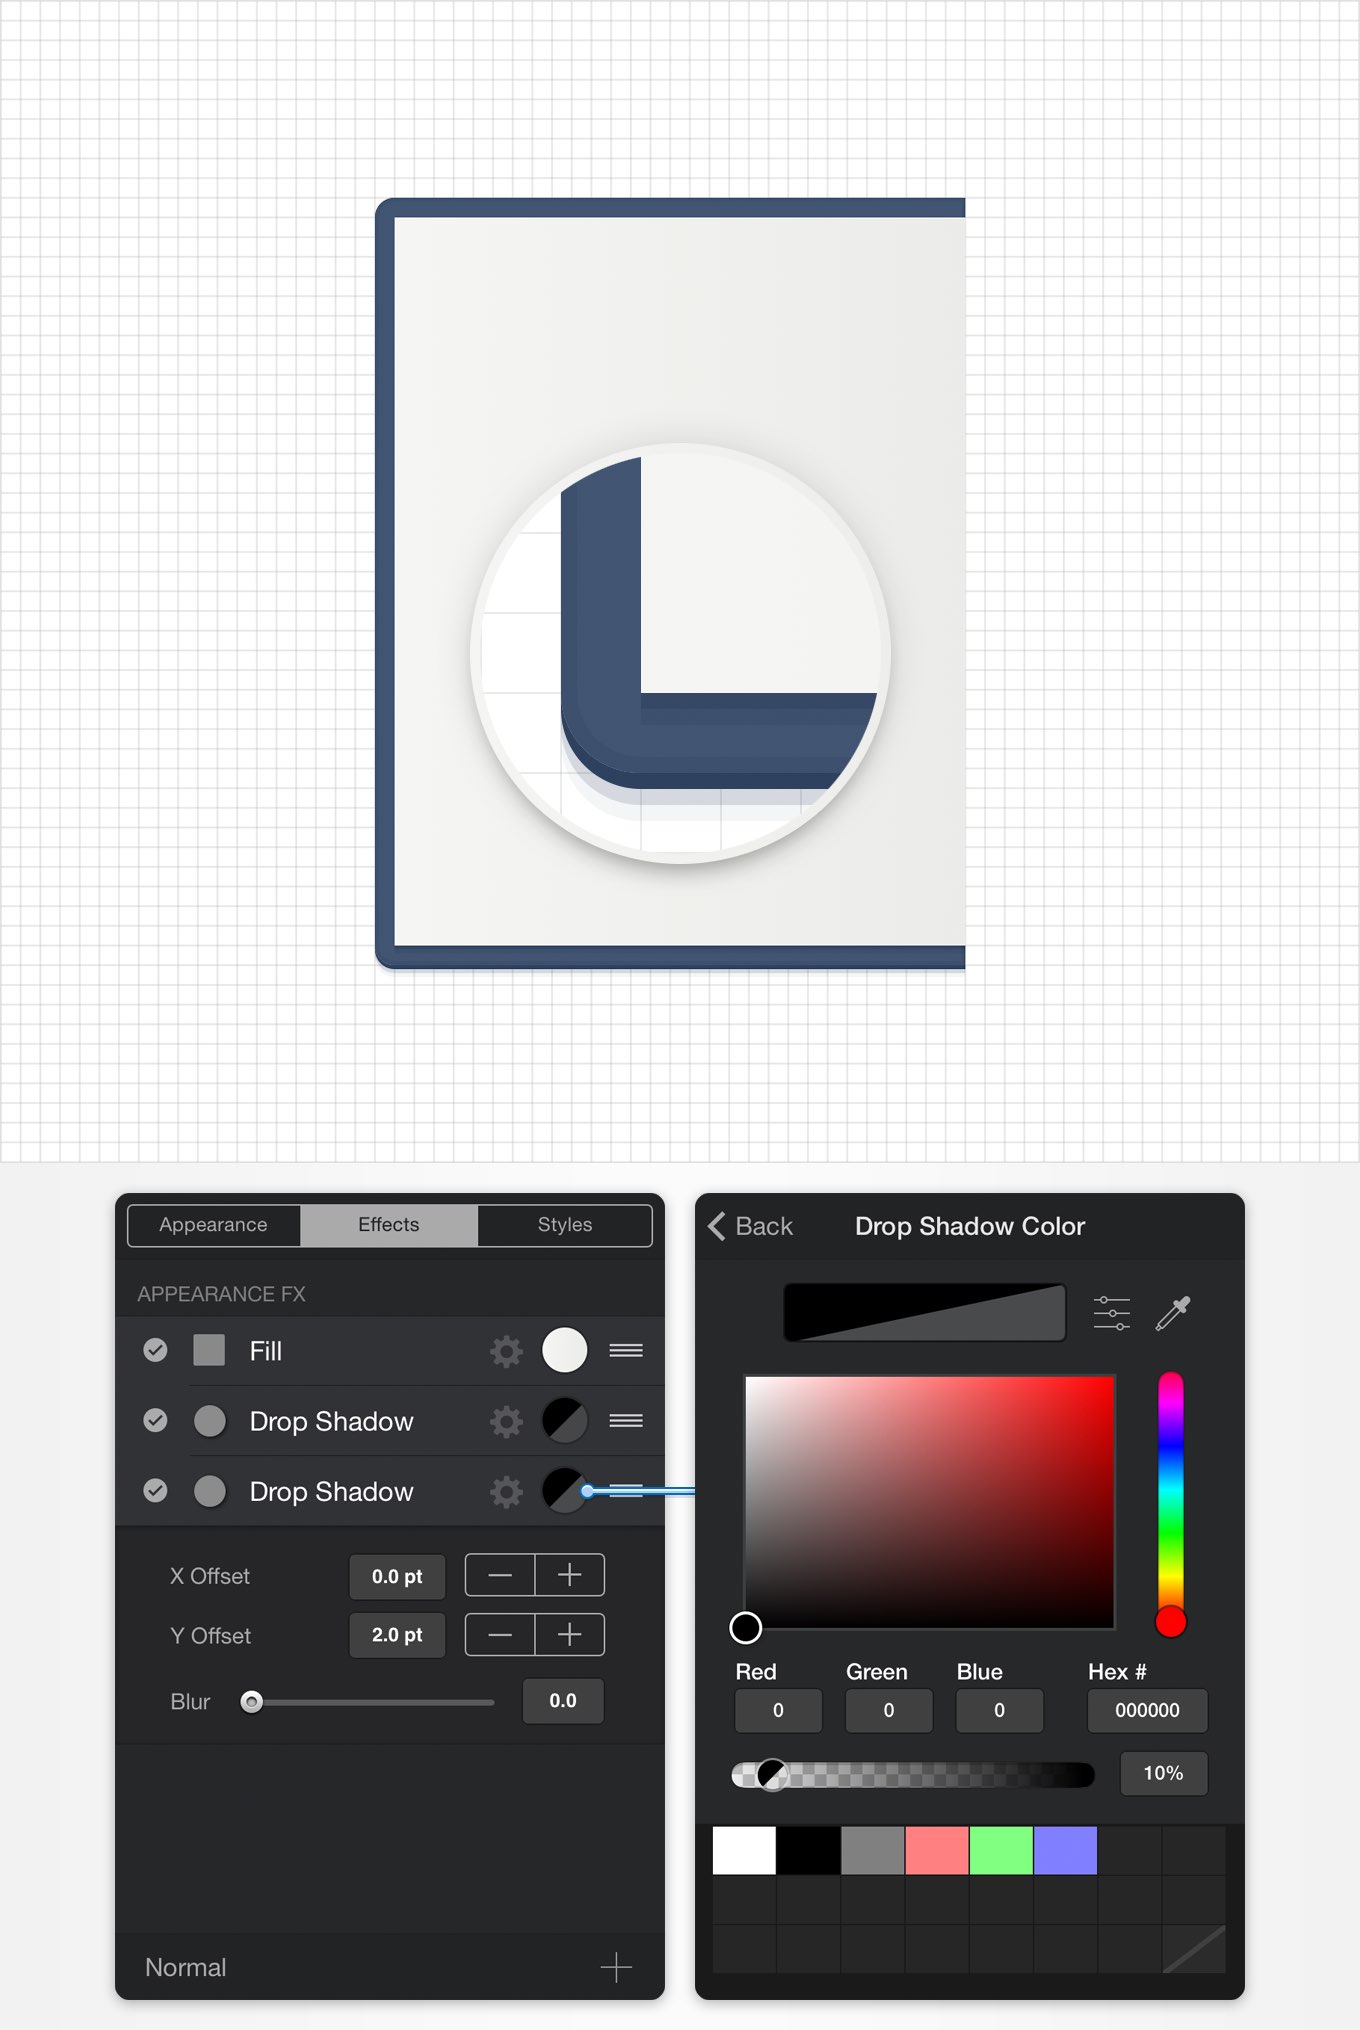 Appearance Effects Styles
APPEARANCE FX
Fill
Drop Shadow
Drop Shadow
X Offset 0.0 pt
Y Offset 2.0 pt
Blur 0.0
Normal
Back Drop Shadow Color
Red Green Blue Hex #
0 0 0 000000
10%